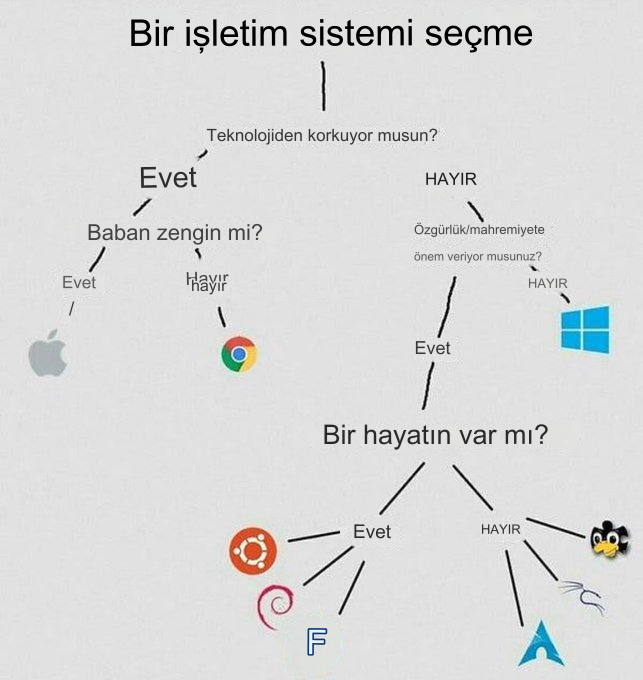 Bir işletim sistemi seçme
Teknolojiden korkuyor musun?
Evet
HAYIR
Baban zengin mi?
Özgürlük/mahremiyete
önem veriyor musunuz?
Evet
Hayır
hayır
HAYIR
Evet
Bir hayatın var mı?
Evet
HAYIR
F